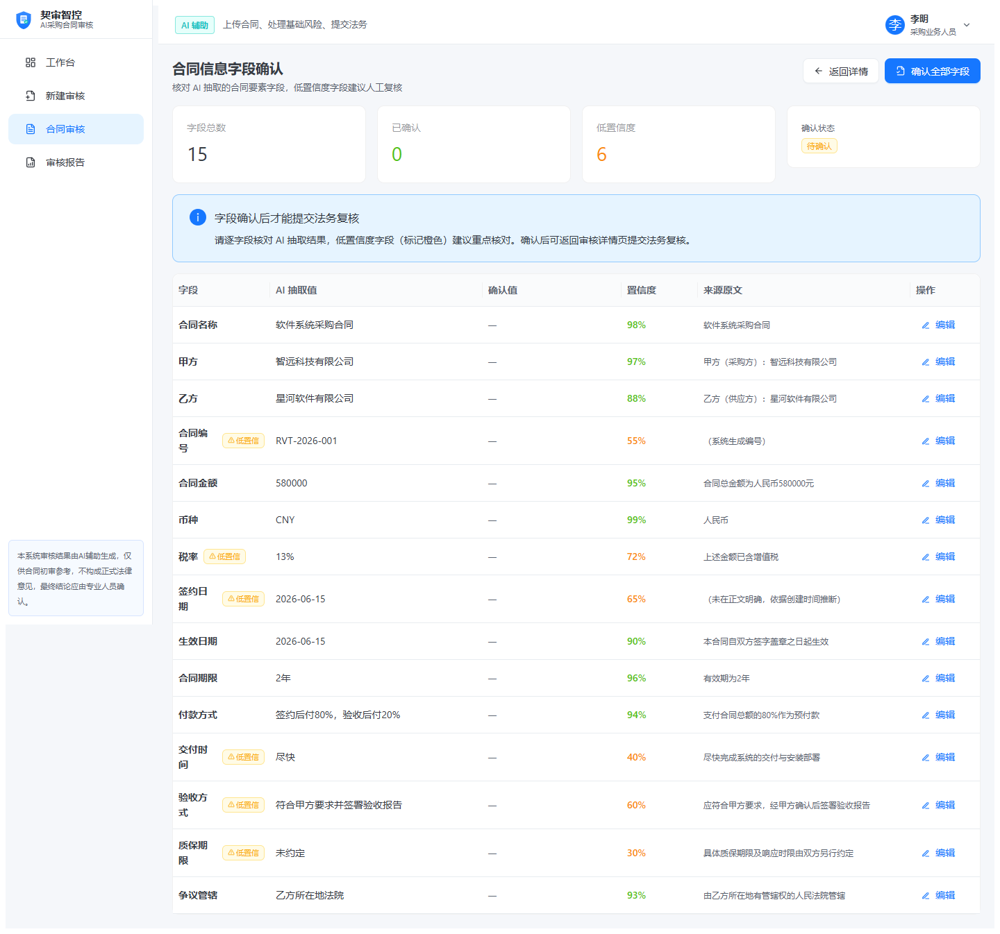 契审智控
AI采购合同审核
工作台
新建审核
合同审核
审核报告
本系统审核结果由AI辅助生成，仅
供合同初审参考，不构成正式法律
意见，最终结论应由专业人员确
认。
AI 辅助
上传合同、处理基础风险、提交法务
李
李明
采购业务人员
合同信息字段确认
核对 AI 抽取的合同要素字段，低置信度字段建议人工复核
返回详情
确认全部字段
字段总数
15
已确认
0
低置信度
6
确认状态
待确认
字段确认后才能提交法务复核
请逐字段核对 AI 抽取结果，低置信度字段（标记橙色）建议重点核对。确认后可返回审核详情页提交法务复核。
字段 AI 抽取值 确认值 置信度 来源原文 操作
合同名称 软件系统采购合同 — 98% 软件系统采购合同 编辑
甲方 智远科技有限公司 — 97% 甲方（采购方）：智远科技有限公司 编辑
乙方 星河软件有限公司 — 88% 乙方（供应方）：星河软件有限公司 编辑
合同编
号 低置信 RVT-2026-001 — 55% （系统生成编号） 编辑
合同金额 580000 — 95% 合同总金额为人民币580000元 编辑
币种 CNY — 99% 人民币 编辑
税率 低置信 13% — 72% 上述金额已含增值税 编辑
签约日
期 低置信 2026-06-15 — 65% （未在正文明确，依据创建时间推断） 编辑
生效日期 2026-06-15 — 90% 本合同自双方签字盖章之日起生效 编辑
合同期限 2年 — 96% 有效期为2年 编辑
付款方式 签约后付80%，验收后付20% — 94% 支付合同总额的80%作为预付款 编辑
交付时
间 低置信 尽快 — 40% 尽快完成系统的交付与安装部署 编辑
验收方
式 低置信 符合甲方要求并签署验收报告 — 60% 应符合甲方要求，经甲方确认后签署验收报告 编辑
质保期
限 低置信 未约定 — 30% 具体质保期限及响应时限由双方另行约定 编辑
争议管辖 乙方所在地法院 — 93% 由乙方所在地有管辖权的人民法院管辖 编辑